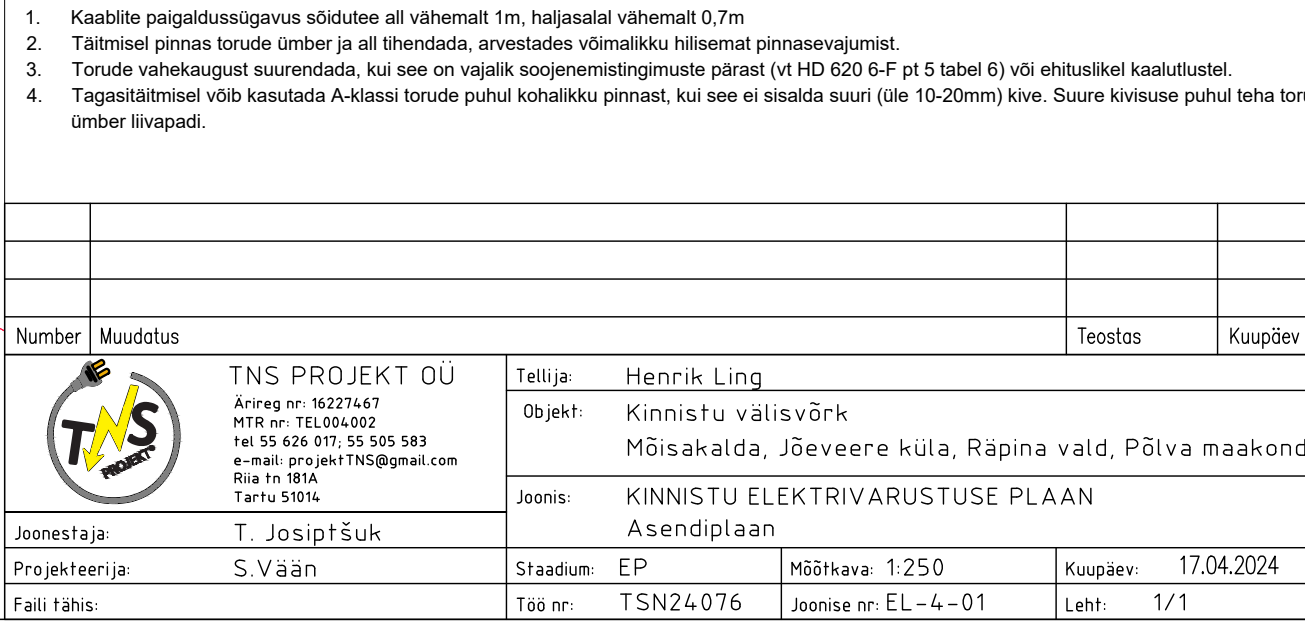 1. Kaablite paigaldussügavus sõidutee all vähemalt 1m, haljasalal vähemalt 0,7m
2. Täitmisel pinnas torude ümber ja all tihendada, arvestades võimalikku hilisemat pinnasevajumist.
3. Torude vahekaugust suurendada, kui see on vajalik soojenemistingimuste pärast (vt HD 620 6-F pt 5 tabel 6) või ehituslikel kaalutlustel.
4. Tagasitäitmisel võib kasutada A-klassi torude puhul kohalikku pinnast, kui see ei sisalda suuri (üle 10-20mm) kive. Suure kivisuse puhul teha toru
ümber liivapadi.
Number Muudatus Teostas Kuupäev
TNS PROJEKT
TNS PROJEKT OÜ
Ärireg nr: 16227467
MTR nr: TEL004002
tel 55 626 017; 55 505 583
e-mail: projektTNS@gmail.com
Riia tn 181A
Tartu 51014
Tellija: Henrik Ling
Objekt: Kinnistu välisvõrk
Mõisakalda, Jõeveere küla, Räpina vald, Põlva maakond
Joonis: KINNISTU ELEKTRIVARUSTUSE PLAAN
Asendiplaan
Joonestaja: T. Josiptšuk
Projekteerija: S.Vään
Staadium: EP Mõõtkava: 1:250 Kuupäev: 17.04.2024
Faili tähis:
Töö nr: TSN24076 Joonise nr: EL-4-01 Leht: 1/1